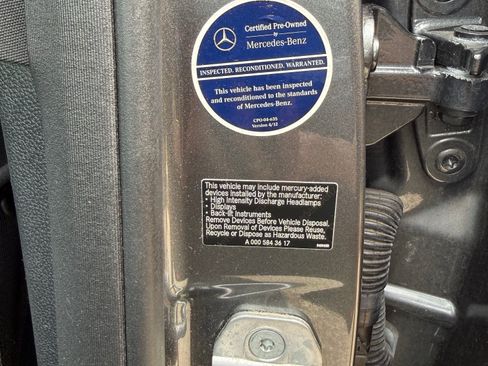 Certified Pre-Owned
by
Mercedes-Benz
INSPECTED. RECONDITIONED. WARRANTED.
This vehicle has been inspected
and reconditioned to the standards
of Mercedes-Benz.
CPO-04-635
Version 4/12
This vehicle may include mercury-added
devices installed by the manufacturer:
• High Intensity Discharge Headlamps
• Displays
• Back-lit Instruments
Remove Devices Before Vehicle Disposal.
Upon Removal of Devices Please Reuse,
Recycle or Dispose as Hazardous Waste.
A 000 584 36 17